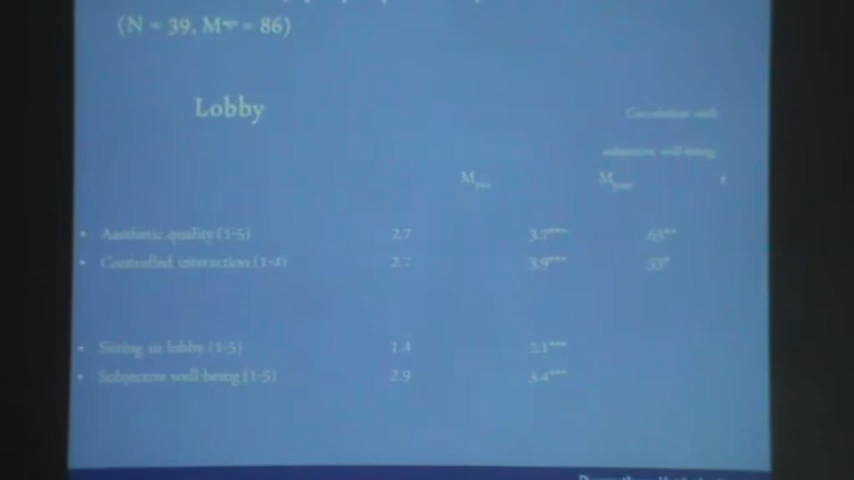 (N = 39, M = 86)
Lobby
Correlation with
subjective well-being
M M r
• Aesthetic quality (1-5) 2.7 3.7*** .63**
• Controlled interaction (1-4) 2.7 3.9*** .53*
• Sitting in lobby (1-5) 1.4 2.1***
• Subjective well-being (1-5) 2.9 3.4***